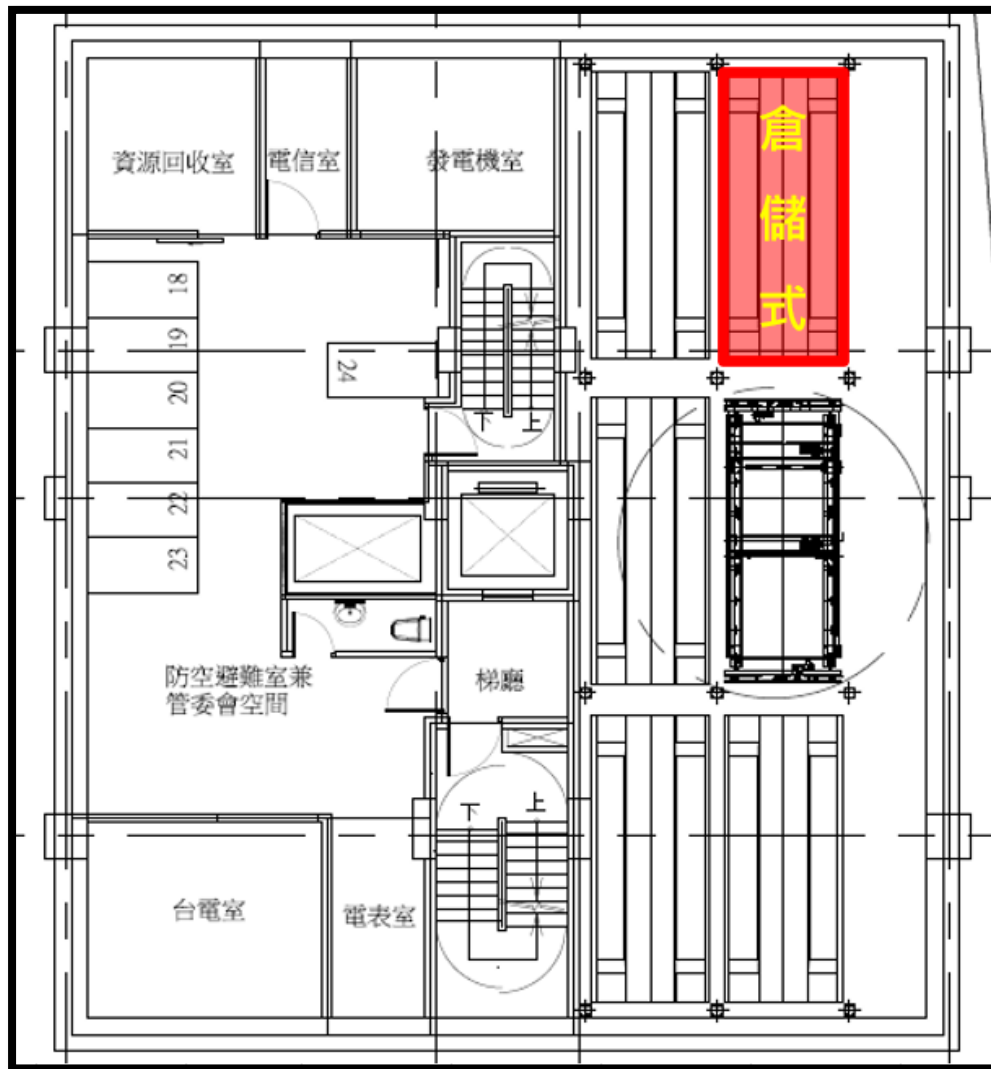 資源回收室
電信室
發電機室
倉儲式
18
19
20
21
22
23
24
下
上
防空避難室兼
管委會空間
梯廳
下
上
台電室
電表室